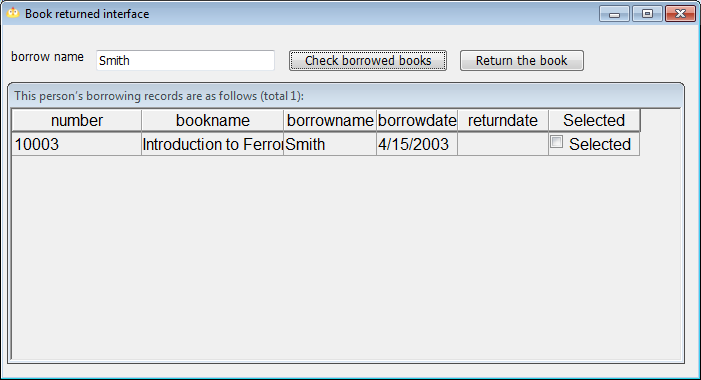 Book returned interface
borrow name Smith Check borrowed books Return the book
This person's borrowing records are as follows (total 1):
number bookname borrowname borrowdate returndate Selected
10003 Introduction to Ferror Smith 4/15/2003 Selected